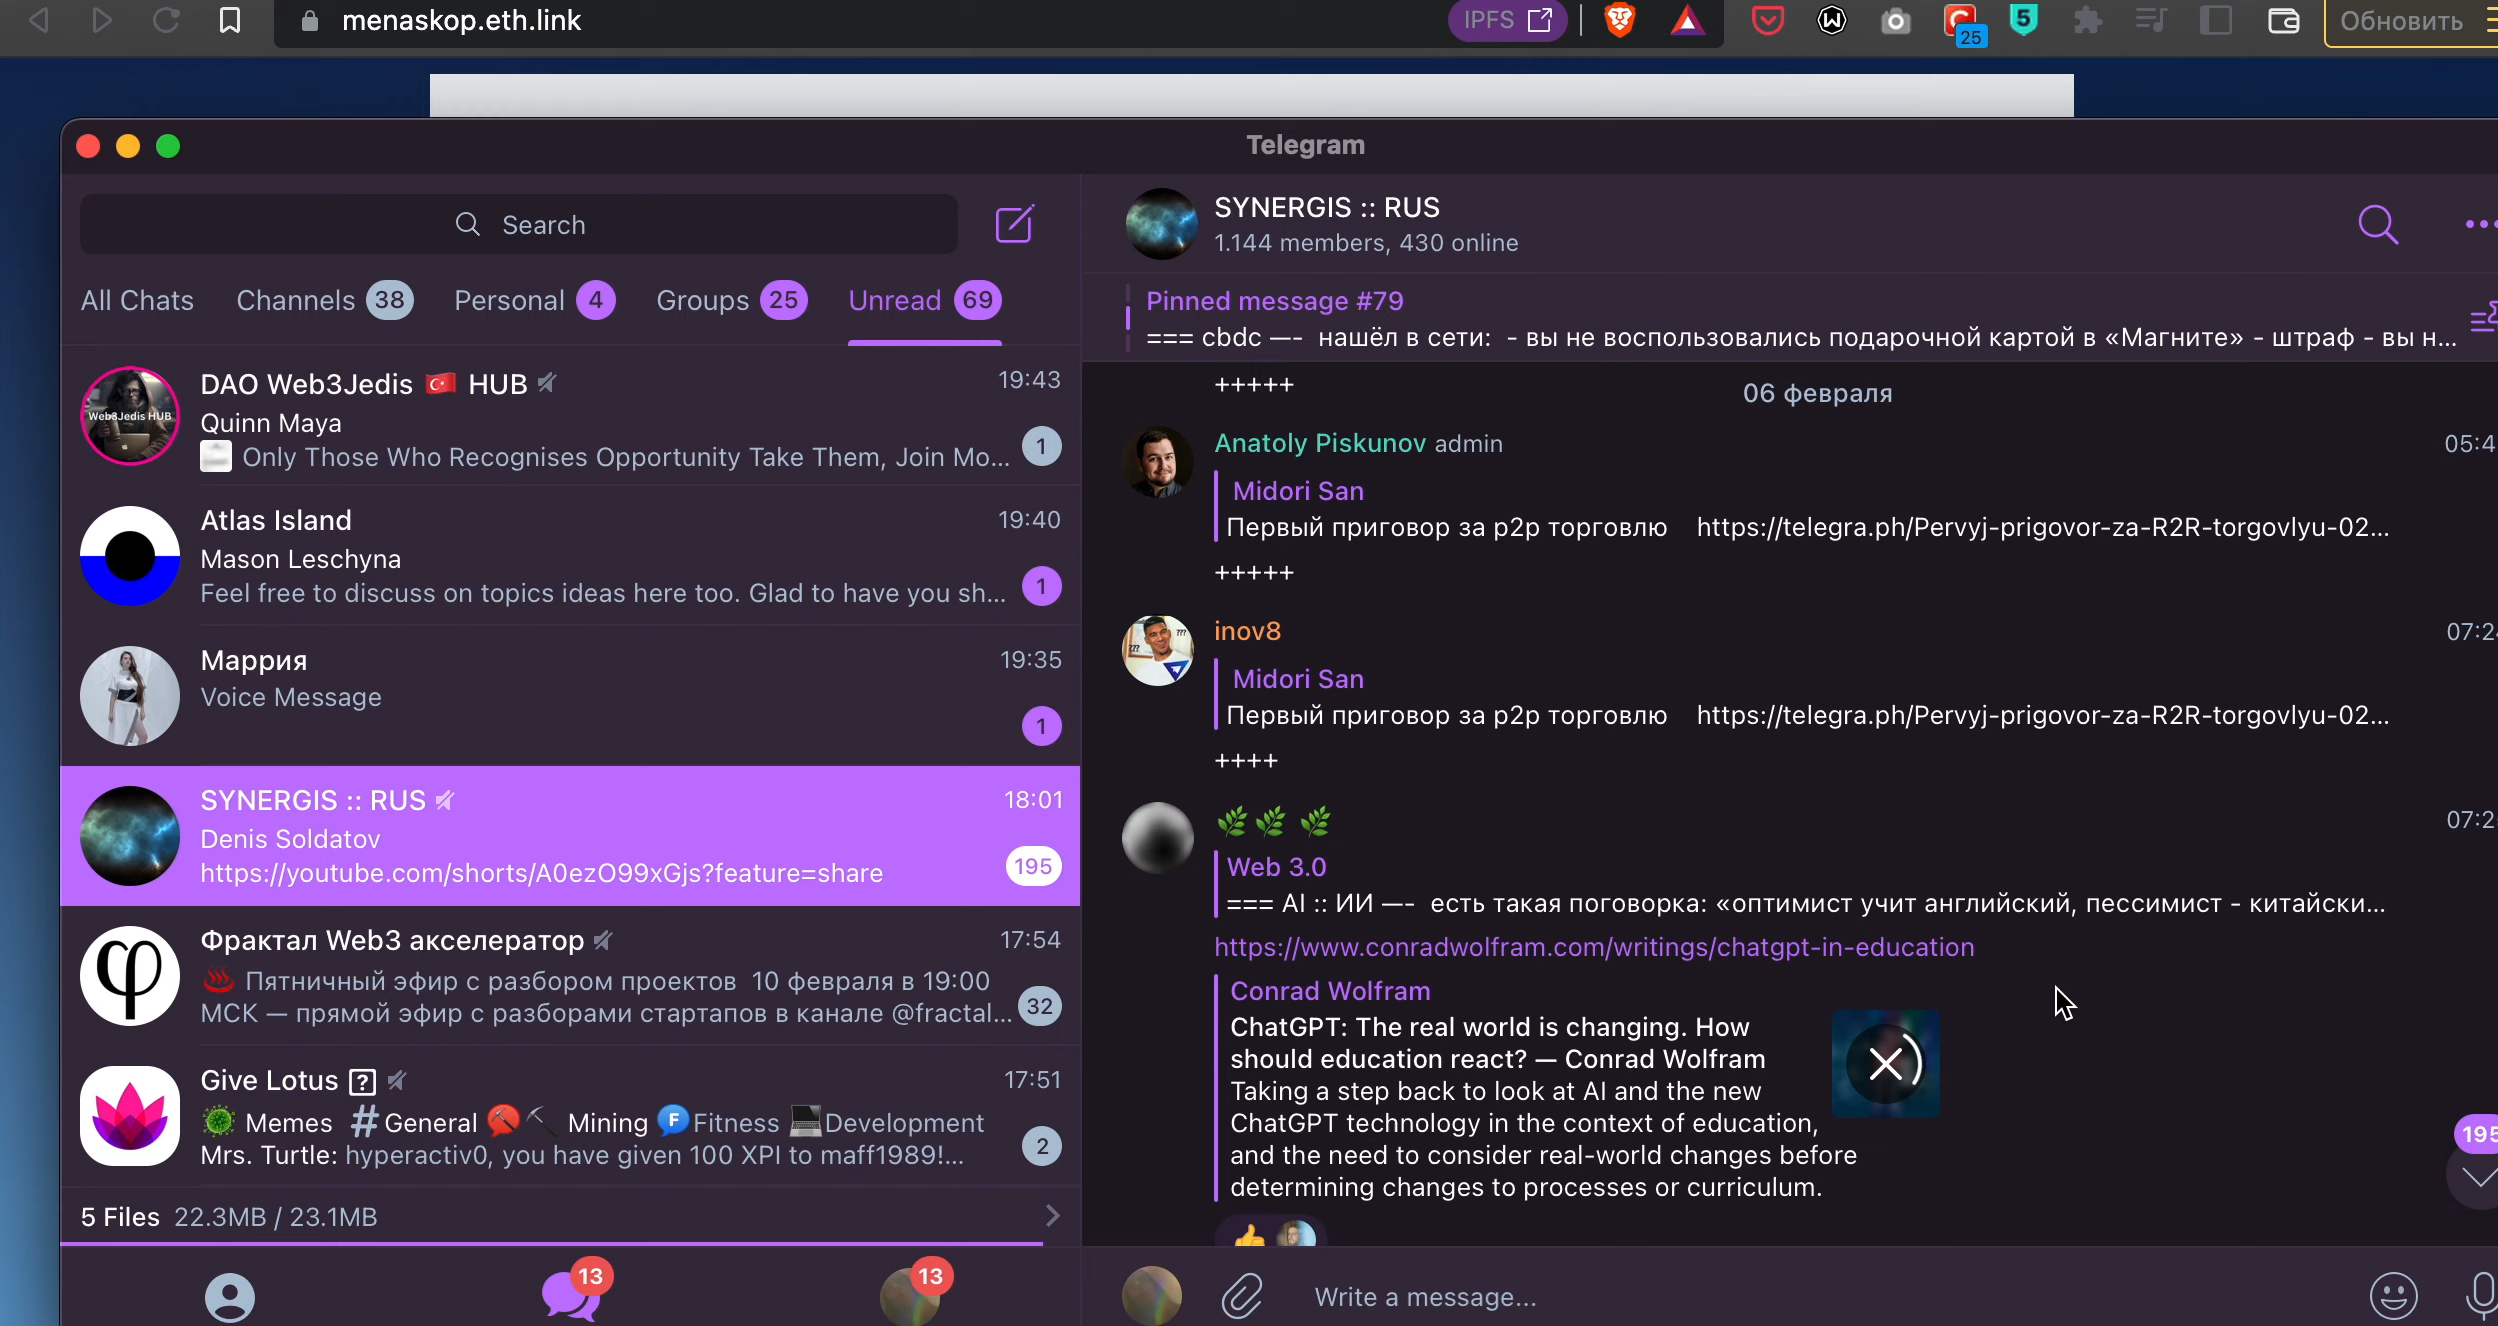 menaskop.eth.link
IPFS
25
5
Обновить
Telegram
Search
All Chats
Channels 38
Personal 4
Groups 25
Unread 69
Web3Jedis HUB
DAO Web3Jedis 🇹🇷 HUB
19:43
Quinn Maya
Only Those Who Recognises Opportunity Take Them, Join Mo...
1
Atlas Island
19:40
Mason Leschyna
Feel free to discuss on topics ideas here too. Glad to have you sh...
1
Маррия
19:35
Voice Message
1
SYNERGIS :: RUS
18:01
Denis Soldatov
https://youtube.com/shorts/A0ezO99xGjs?feature=share
195
Фрактал Web3 акселератор
17:54
♨️ Пятничный эфир с разбором проектов 10 февраля в 19:00
МСК — прямой эфир с разборами стартапов в канале @fractal...
32
Give Lotus ?
17:51
🦠 Memes #General Mining F Fitness 💻Development
Mrs. Turtle: hyperactiv0, you have given 100 XPI to maff1989!...
2
5 Files 22.3MB / 23.1MB
13
13
SYNERGIS :: RUS
1.144 members, 430 online
Pinned message #79
=== cbdc —- нашёл в сети: - вы не воспользовались подарочной картой в «Магните» - штраф - вы н...
+++++
06 февраля
Anatoly Piskunov admin
05:4
Midori San
Первый приговор за р2р торговлю https://telegra.ph/Pervyj-prigovor-za-R2R-torgovlyu-02...
+++++
inov8
07:2
Midori San
Первый приговор за р2р торговлю https://telegra.ph/Pervyj-prigovor-za-R2R-torgovlyu-02...
++++
🌿🌿 🌿
07:2
Web 3.0
=== AI :: ИИ —- есть такая поговорка: «оптимист учит английский, пессимист - китайски...
https://www.conradwolfram.com/writings/chatgpt-in-education
Conrad Wolfram
ChatGPT: The real world is changing. How
should education react? — Conrad Wolfram
Taking a step back to look at AI and the new
ChatGPT technology in the context of education,
and the need to consider real-world changes before
determining changes to processes or curriculum.
195
Write a message...